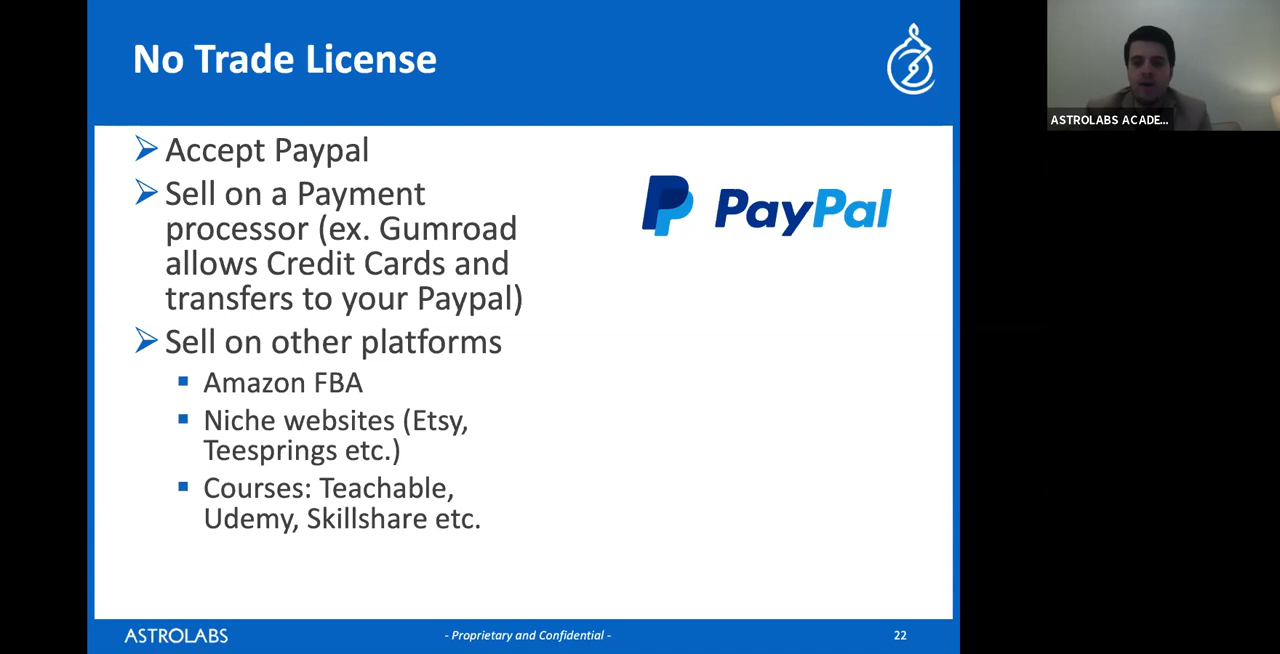 No Trade License
Accept Paypal
Sell on a Payment
processor (ex. Gumroad
allows Credit Cards and
transfers to your Paypal)
Sell on other platforms
Amazon FBA
Niche websites (Etsy,
Teesprings etc.)
Courses: Teachable,
Udemy, Skillshare etc.
PayPal
ASTROLABS ACADE...
ASTROLABS
- Proprietary and Confidential -
22